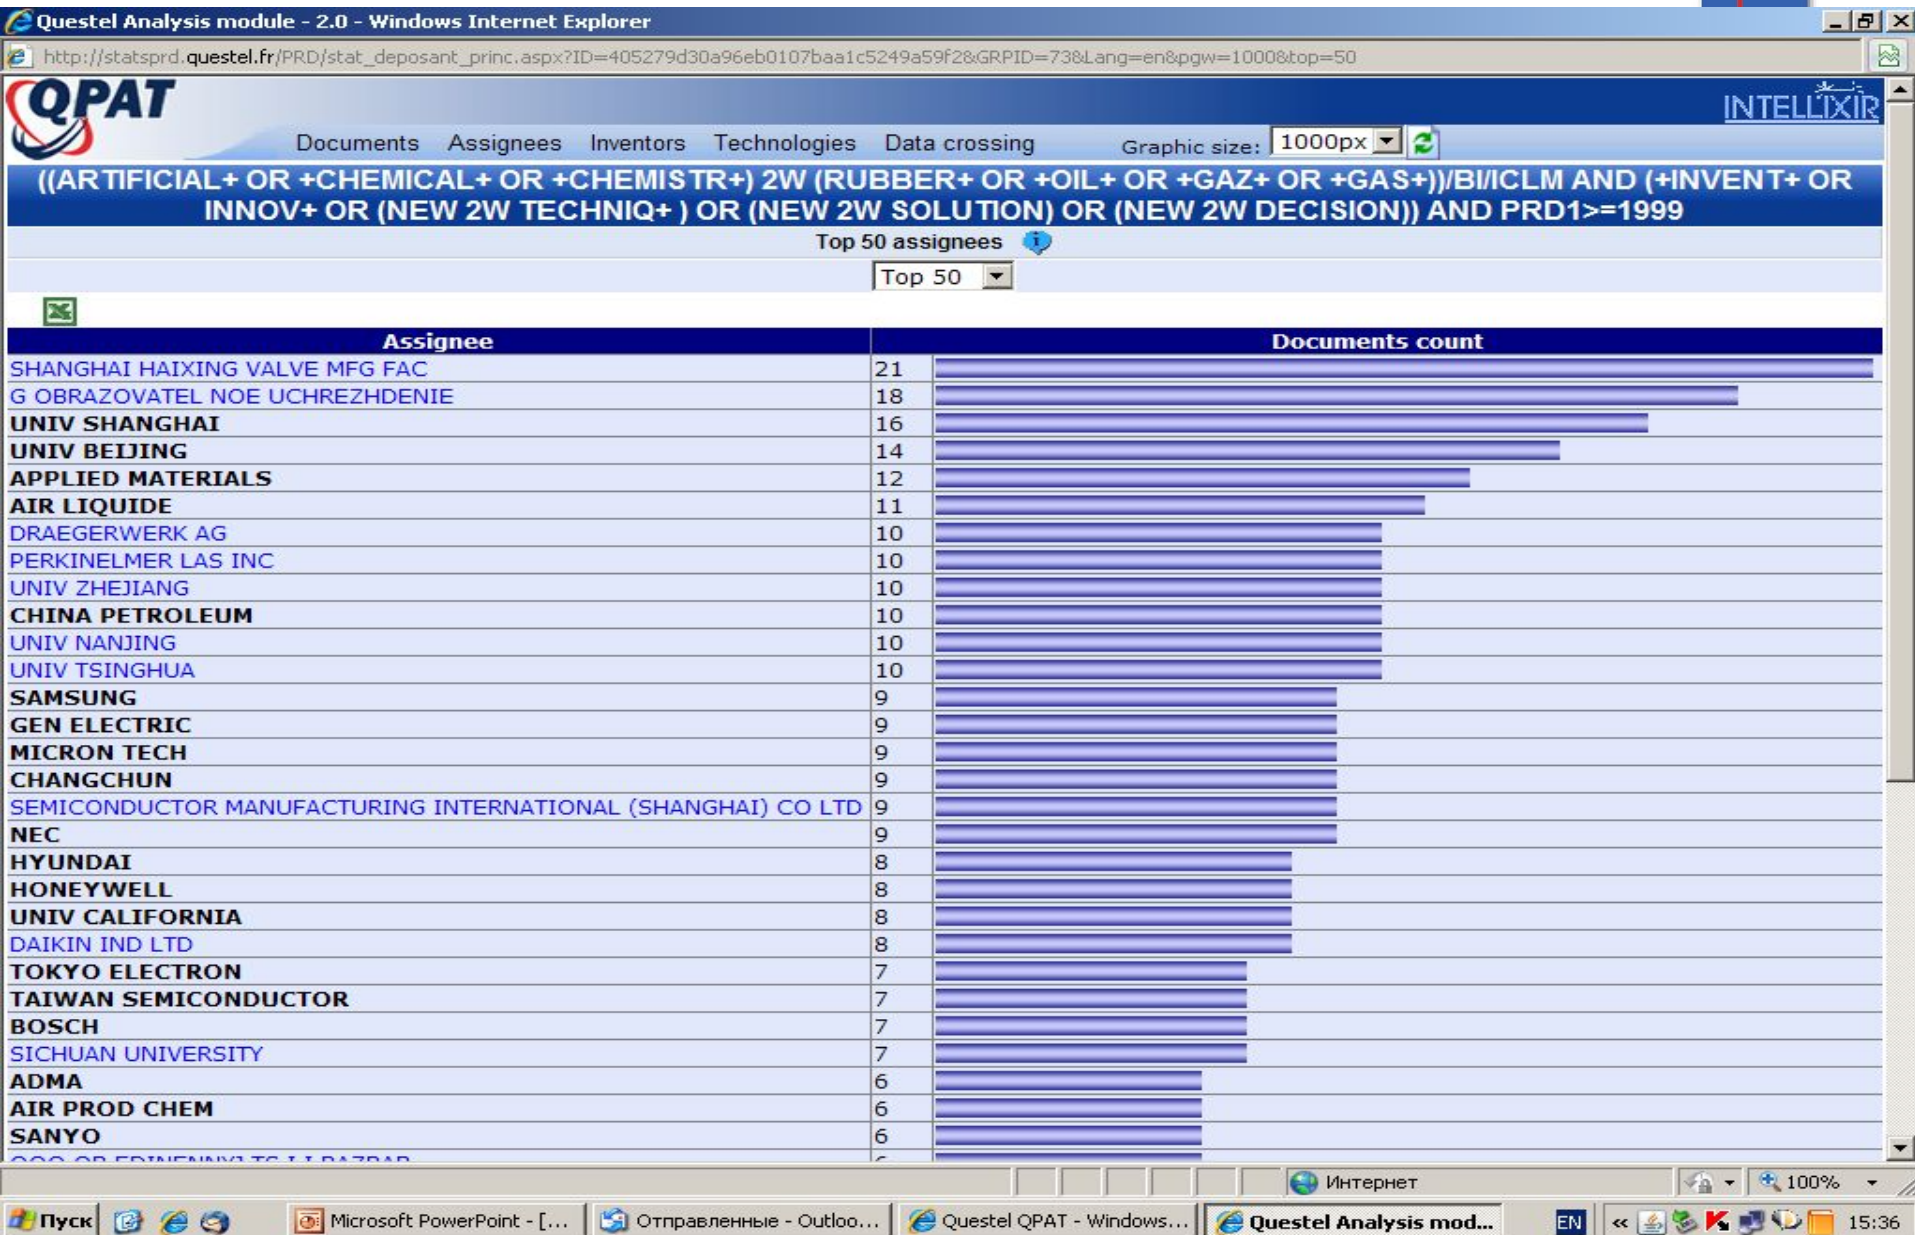 Questel Analysis module - 2.0 - Windows Internet Explorer
http://statsprd.questel.fr/PRD/stat_deposant_princ.aspx?ID=405279d30a96eb0107baa1c5249a59f2&GRPID=73&Lang=en&pgw=1000&top=50
QPAT
INTELLIXIR
Documents Assignees Inventors Technologies Data crossing Graphic size: 1000px
((ARTIFICIAL+ OR +CHEMICAL+ OR +CHEMISTR+) 2W (RUBBER+ OR +OIL+ OR +GAZ+ OR +GAS+))/BI/ICLM AND (+INVENT+ OR
INNOV+ OR (NEW 2W TECHNIQ+ ) OR (NEW 2W SOLUTION) OR (NEW 2W DECISION)) AND PRD1>=1999
Top 50 assignees
Top 50
Assignee Documents count
SHANGHAI HAIXING VALVE MFG FAC 21
G OBRAZOVATEL NOE UCHREZHDENIE 18
UNIV SHANGHAI 16
UNIV BEIJING 14
APPLIED MATERIALS 12
AIR LIQUIDE 11
DRAEGERWERK AG 10
PERKINELMER LAS INC 10
UNIV ZHEJIANG 10
CHINA PETROLEUM 10
UNIV NANJING 10
UNIV TSINGHUA 10
SAMSUNG 9
GEN ELECTRIC 9
MICRON TECH 9
CHANGCHUN 9
SEMICONDUCTOR MANUFACTURING INTERNATIONAL (SHANGHAI) CO LTD 9
NEC 9
HYUNDAI 8
HONEYWELL 8
UNIV CALIFORNIA 8
DAIKIN IND LTD 8
TOKYO ELECTRON 7
TAIWAN SEMICONDUCTOR 7
BOSCH 7
SICHUAN UNIVERSITY 7
ADMA 6
AIR PROD CHEM 6
SANYO 6
Интернет 100%
Пуск Microsoft PowerPoint - [... Отправленные - Outloo... Questel QPAT - Windows... Questel Analysis mod... EN « 15:36